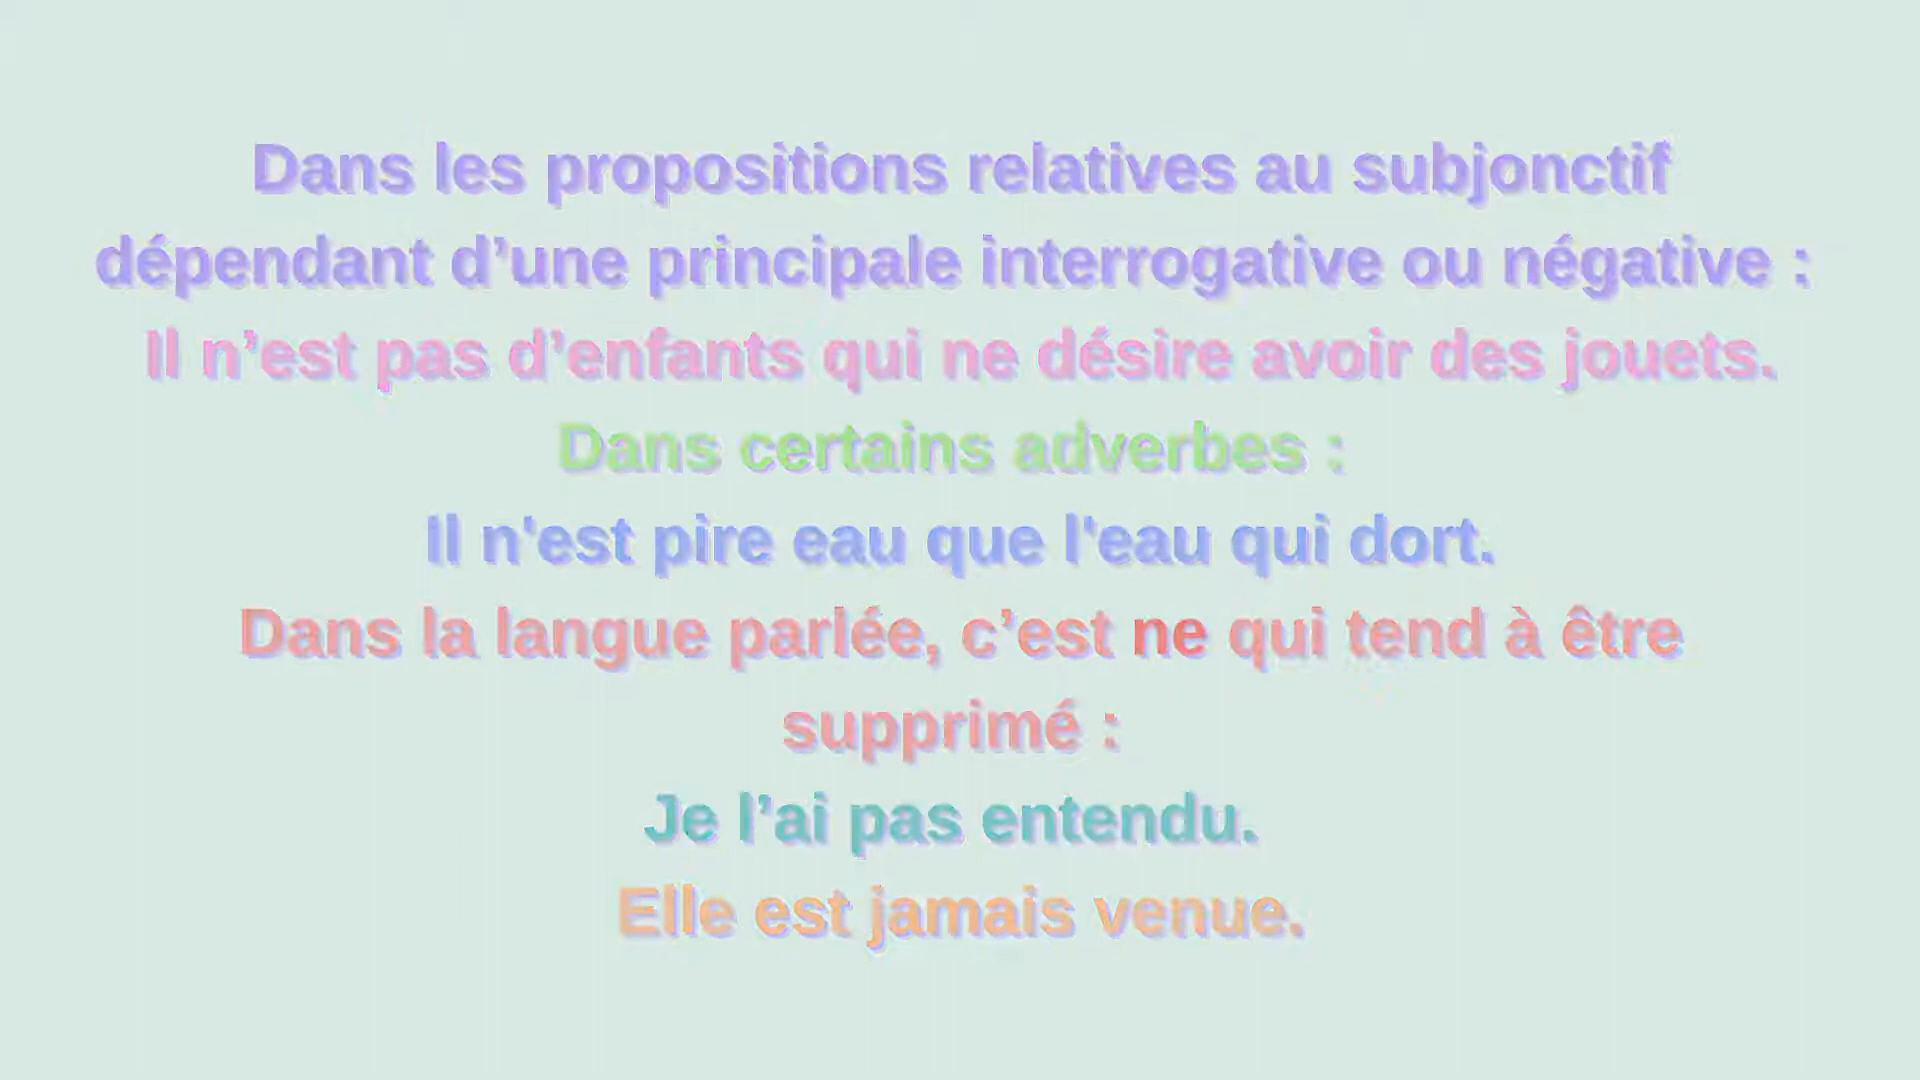 Dans les propositions relatives au subjonctif
dépendant d’une principale interrogative ou négative :
Il n’est pas d’enfants qui ne désire avoir des jouets.
Dans certains adverbes :
Il n'est pire eau que l'eau qui dort.
Dans la langue parlée, c’est ne qui tend à être
supprimé :
Je l’ai pas entendu.
Elle est jamais venue.